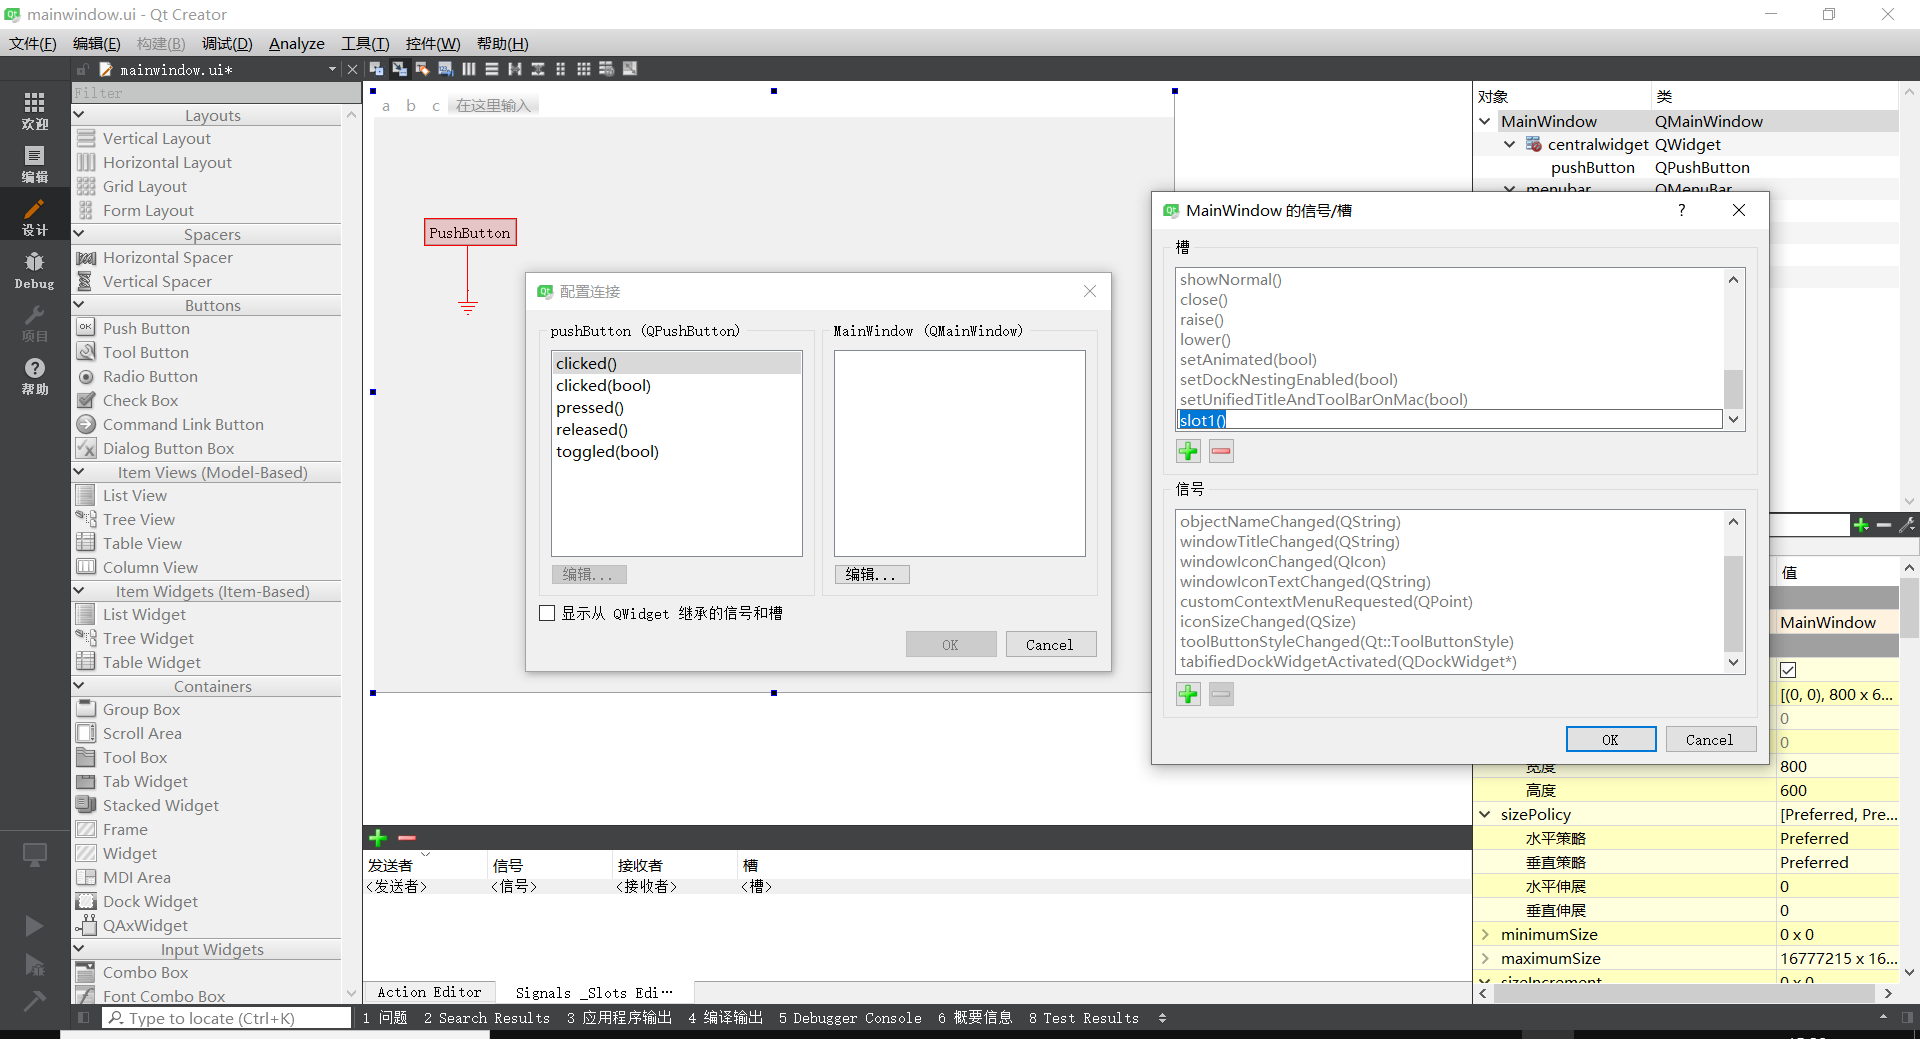 mainwindow.ui - Qt Creator
文件(F) 编辑(E) 构建(B) 调试(D) Analyze 工具(T) 控件(W) 帮助(H)
mainwindow.ui*
欢迎
编辑
设计
Debug
项目
帮助
Filter
Layouts
Vertical Layout
Horizontal Layout
Grid Layout
Form Layout
Spacers
Horizontal Spacer
Vertical Spacer
Buttons
Push Button
Tool Button
Radio Button
Check Box
Command Link Button
Dialog Button Box
Item Views (Model-Based)
List View
Tree View
Table View
Column View
Item Widgets (Item-Based)
List Widget
Tree Widget
Table Widget
Containers
Group Box
Scroll Area
Tool Box
Tab Widget
Stacked Widget
Frame
Widget
MDI Area
Dock Widget
QAxWidget
Input Widgets
Combo Box
Font Combo Box
a b c 在这里输入
PushButton
配置连接
pushButton (QPushButton)
clicked()
clicked(bool)
pressed()
released()
toggled(bool)
编辑...
MainWindow (QMainWindow)
编辑...
显示从 QWidget 继承的信号和槽
OK Cancel
MainWindow 的信号/槽 ?
槽
showNormal()
close()
raise()
lower()
setAnimated(bool)
setDockNestingEnabled(bool)
setUnifiedTitleAndToolBarOnMac(bool)
slot1()
信号
objectNameChanged(QString)
windowTitleChanged(QString)
windowIconChanged(QIcon)
windowIconTextChanged(QString)
customContextMenuRequested(QPoint)
iconSizeChanged(QSize)
toolButtonStyleChanged(Qt::ToolButtonStyle)
tabifiedDockWidgetActivated(QDockWidget*)
OK Cancel
对象 类
MainWindow QMainWindow
centralwidget QWidget
pushButton QPushButton
menubar QMenuBar
值
MainWindow
[(0, 0), 800 x 6...
0
0
宽度 800
高度 600
sizePolicy [Preferred, Pre...
水平策略 Preferred
垂直策略 Preferred
水平伸展 0
垂直伸展 0
minimumSize 0 x 0
maximumSize 16777215 x 16...
sizeIncrement 0 x 0
发送者 信号 接收者 槽
<发送者> <信号> <接收者> <槽>
Action Editor Signals _Slots Edi…
Type to locate (Ctrl+K) 1 问题 2 Search Results 3 应用程序输出 4 编译输出 5 Debugger Console 6 概要信息 8 Test Results